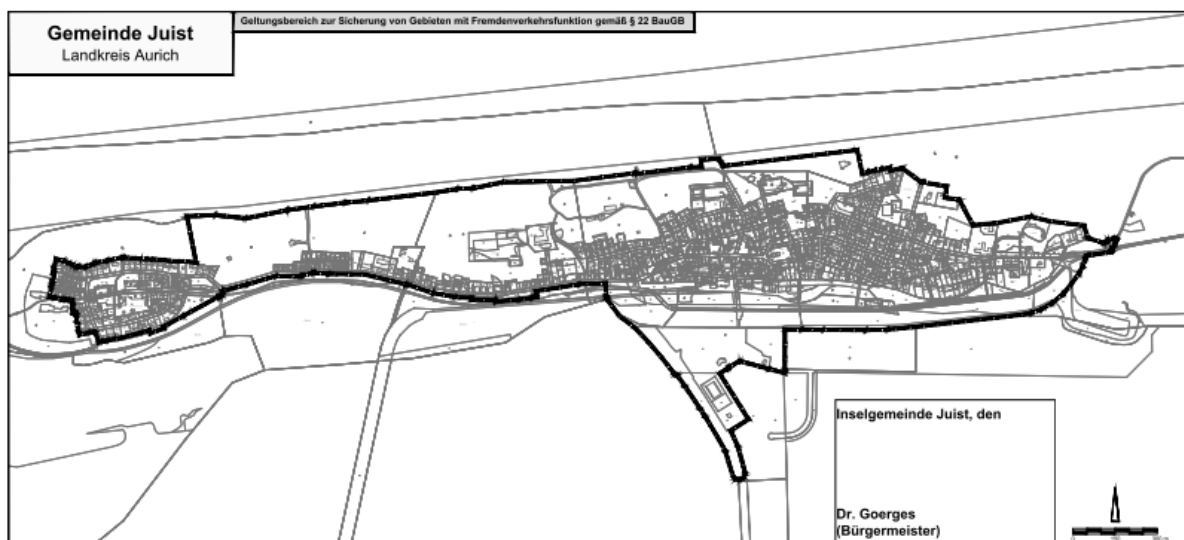 Gemeinde Juist
Landkreis Aurich
Geltungsbereich zur Sicherung von Gebieten mit Fremdenverkehrsfunktion gemäß § 22 BauGB
Inselgemeinde Juist, den
Dr. Goerges
(Bürgermeister)